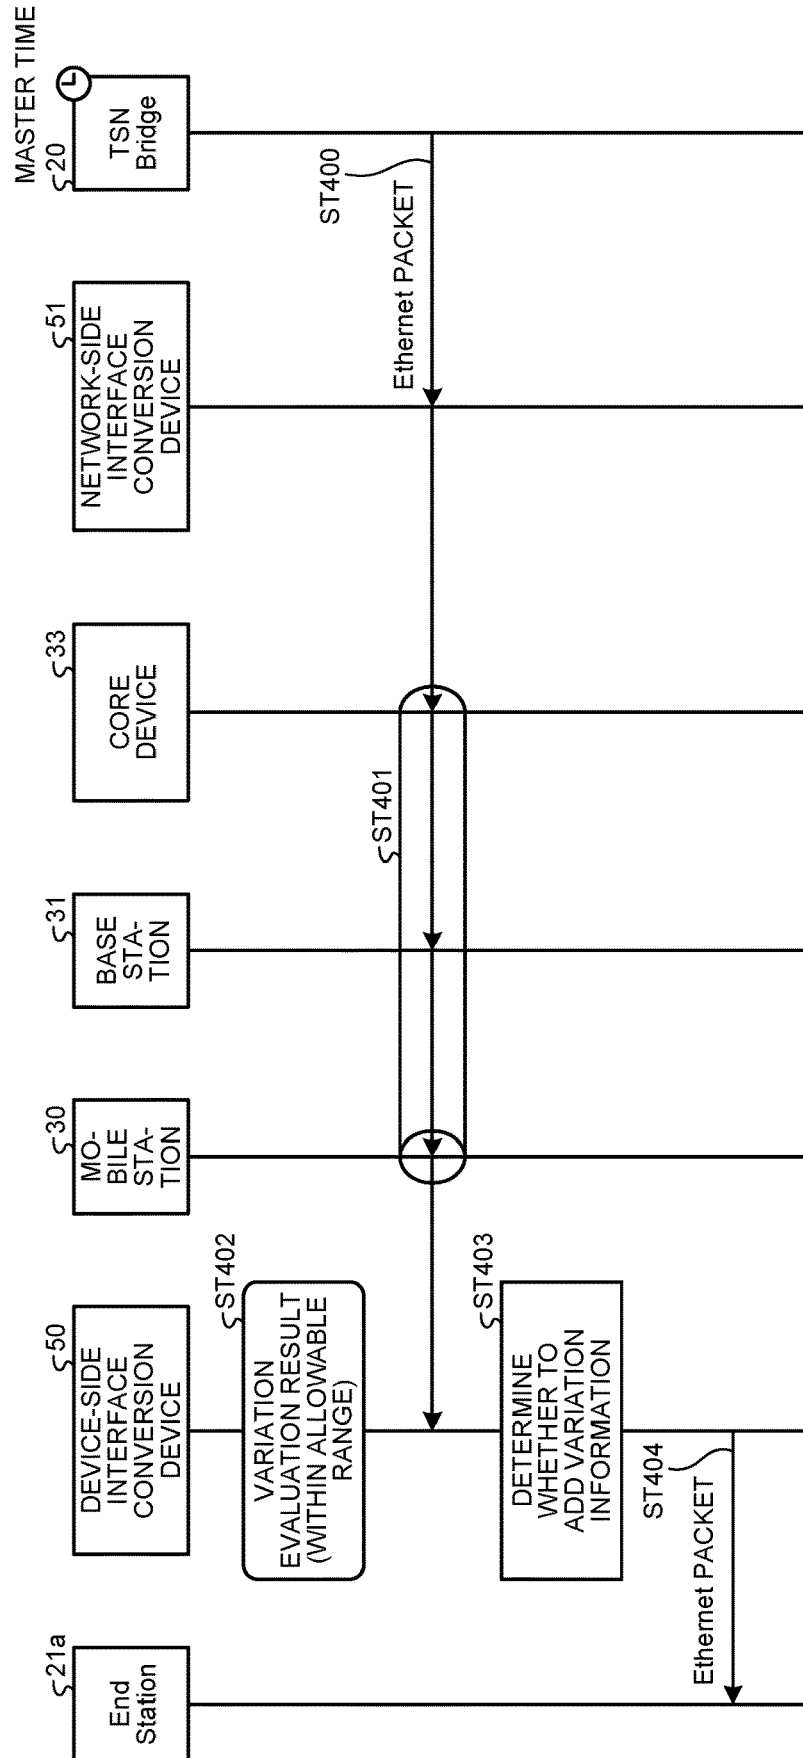 MASTER TIME
21a
End
Station
50
DEVICE-SIDE
INTERFACE
CONVERSION
DEVICE
30
MO-
BILE
STA-
TION
31
BASE
STA-
TION
33
CORE
DEVICE
51
NETWORK-SIDE
INTERFACE
CONVERSION
DEVICE
20
TSN
Bridge
ST402
VARIATION
EVALUATION RESULT
(WITHIN ALLOWABLE
RANGE)
ST400
Ethernet PACKET
ST401
ST403
DETERMINE
WHETHER TO
ADD VARIATION
INFORMATION
ST404
Ethernet PACKET